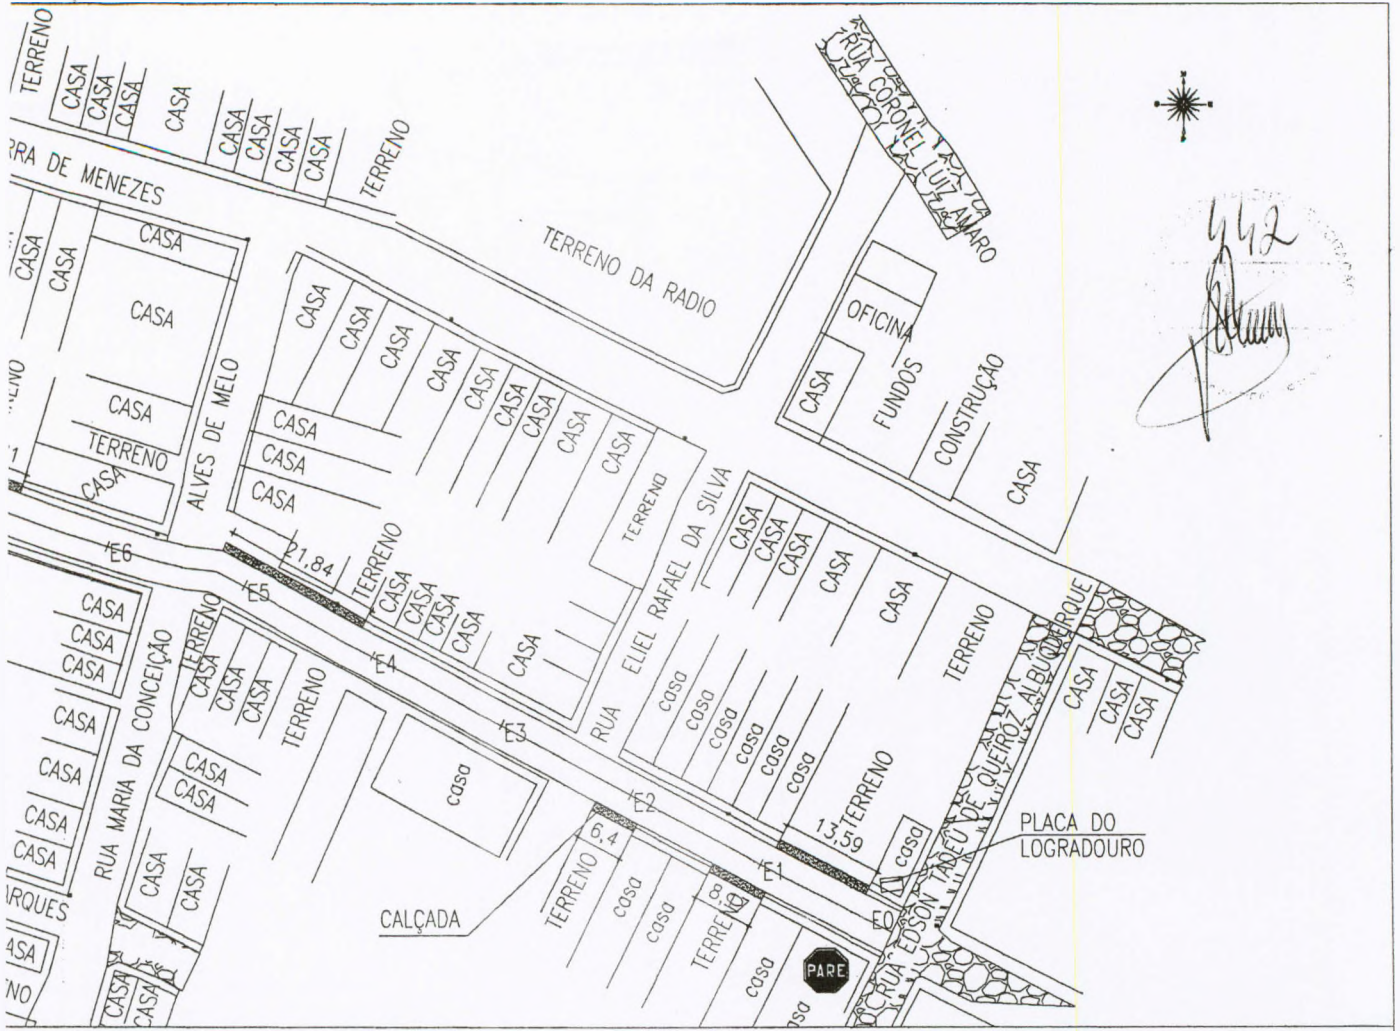 TERRENO
CASA
CASA
CASA
CASA
CASA
CASA
CASA
CASA
TERRENO
RUA CORONEL LUIZ AMARO
RRA DE MENEZES
442
CASA
CASA
CASA
CASA
CASA
CASA
TERRENO
CASA
ALVES DE MELO
TERRENO DA RADIO
OFICINA
CASA
FUNDOS
CONSTRUÇÃO
CASA
CASA
CASA
CASA
CASA
CASA
CASA
CASA
CASA
CASA
TERRENO
CASA
CASA
CASA
RUA ELIEL RAFAEL DA SILVA
CASA
CASA
CASA
CASA
CASA
TERRENO
E6
E5
21,84
TERRENO
CASA
CASA
CASA
CASA
CASA
E4
E3
E2
E1
E0
CASA
CASA
CASA
TERRENO
CASA
CASA
CASA
TERRENO
CASA
CASA
CASA
CASA
RUA MARIA DA CONCEIÇÃO
CASA
CASA
CASA
CASA
casa
casa
casa
casa
casa
casa
casa
TERRENO
13,59
casa
RUA EDSON TADEU DE QUEIRÓZ ALBUQUERQUE
CASA
CASA
CASA
PLACA DO
LOGRADOURO
CALÇADA
6,4
TERRENO
casa
casa
TERRENO
casa
PARE
ARQUES
ASA
NO
CASA
CASA